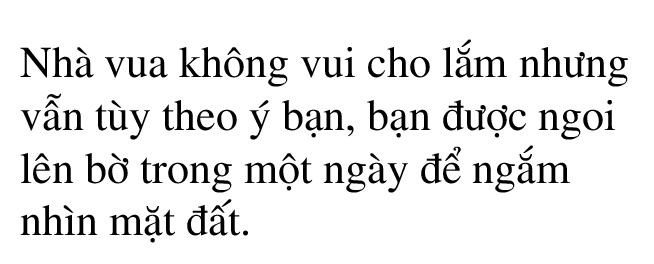 Nhà vua không vui cho lắm nhưng
vẫn tùy theo ý bạn, bạn được ngoi
lên bờ trong một ngày để ngắm
nhìn mặt đất.